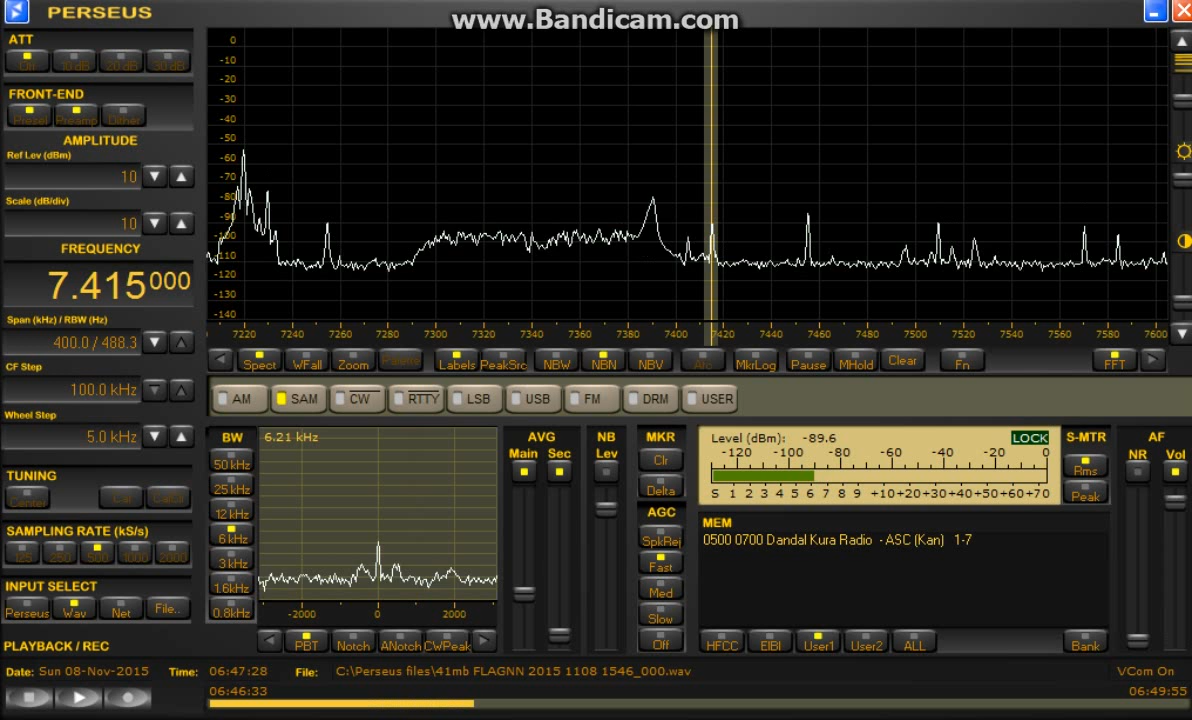 www.Bandicam.com
PERSEUS
ATT
Off 10 dB 20 dB 30 dB
FRONT-END
Presel Preamp Dither
AMPLITUDE
Ref Lev (dBm)
10
Scale (dB/div)
10
FREQUENCY
7.415000
Span (kHz) / RBW (Hz)
400.0 / 488.3
CF Step
100.0 kHz
Wheel Step
5.0 kHz
TUNING
Center Cal CalClr
SAMPLING RATE (kS/s)
125 250 500 1000 2000
INPUT SELECT
Perseus Wav Net File..
PLAYBACK / REC
0
-10
-20
-30
-40
-50
-60
-70
-80
-90
-100
-110
-120
-130
-140
7220 7240 7260 7280 7300 7320 7340 7360 7380 7400 7420 7440 7460 7480 7500 7520 7540 7560 7580 7600
Spect WFall Zoom Labels PeakSrc NBW NBN NBV Afc MkrLog Pause MHold Clear Fn FFT
AM SAM CW RTTY LSB USB FM DRM USER
BW
50 kHz
25 kHz
12 kHz
6 kHz
3 kHz
1.6kHz
0.8kHz
6.21 kHz
-2000 0 2000
PBT Notch ANotch CWPeak
AVG
Main Sec
NB
Lev
MKR
Clr
Delta
AGC
SpkRej
Fast
Med
Slow
Off
Level (dBm): -89.6 LOCK
-120 -100 -80 -60 -40 -20 0
S 1 2 3 4 5 6 7 8 9 +10+20+30+40+50+60+70
S-MTR
Rms
Peak
AF
NR Vol
MEM
0500 0700 Dandal Kura Radio - ASC (Kan) 1-7
HFCC EIBI User1 User2 ALL Bank
Date: Sun 08-Nov-2015 Time: 06:47:28 File: C:\Perseus files\41mb FLAGNN 2015 1108 1546_000.wav VCom On
06:46:33 06:49:55